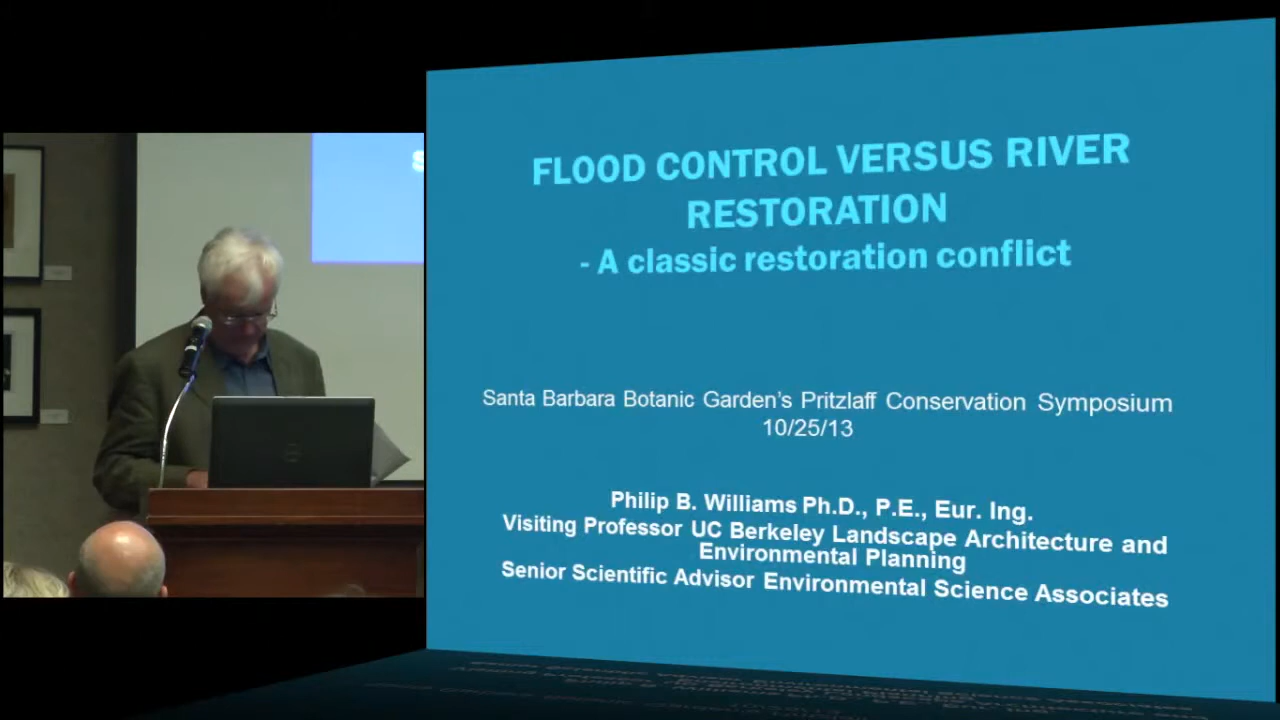 FLOOD CONTROL VERSUS RIVER
RESTORATION
- A classic restoration conflict
Santa Barbara Botanic Garden's Pritzlaff Conservation Symposium
10/25/13
Philip B. Williams Ph.D., P.E., Eur. Ing.
Visiting Professor UC Berkeley Landscape Architecture and
Environmental Planning
Senior Scientific Advisor Environmental Science Associates